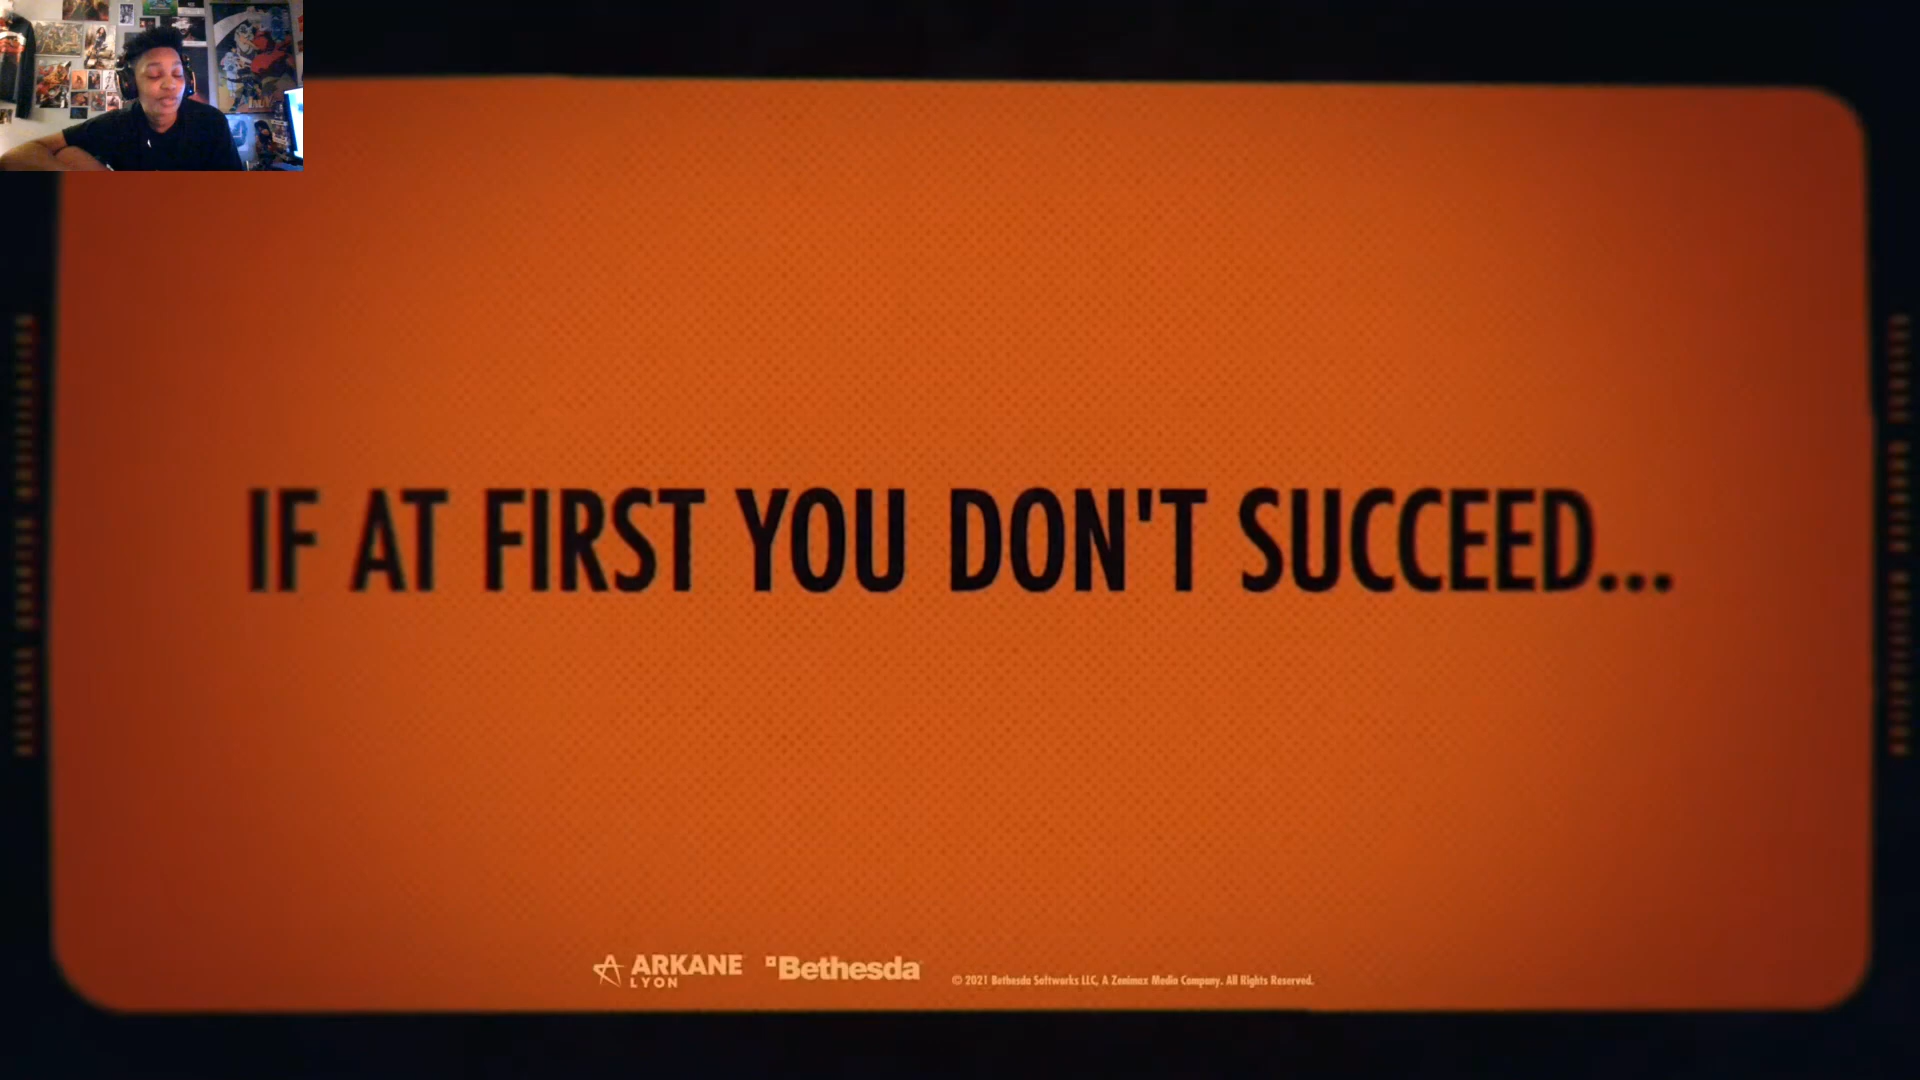 IF AT FIRST YOU DON'T SUCCEED...
ARKANE
LYON
Bethesda
© 2021 Bethesda Softworks LLC, A Zenimax Media Company. All Rights Reserved.